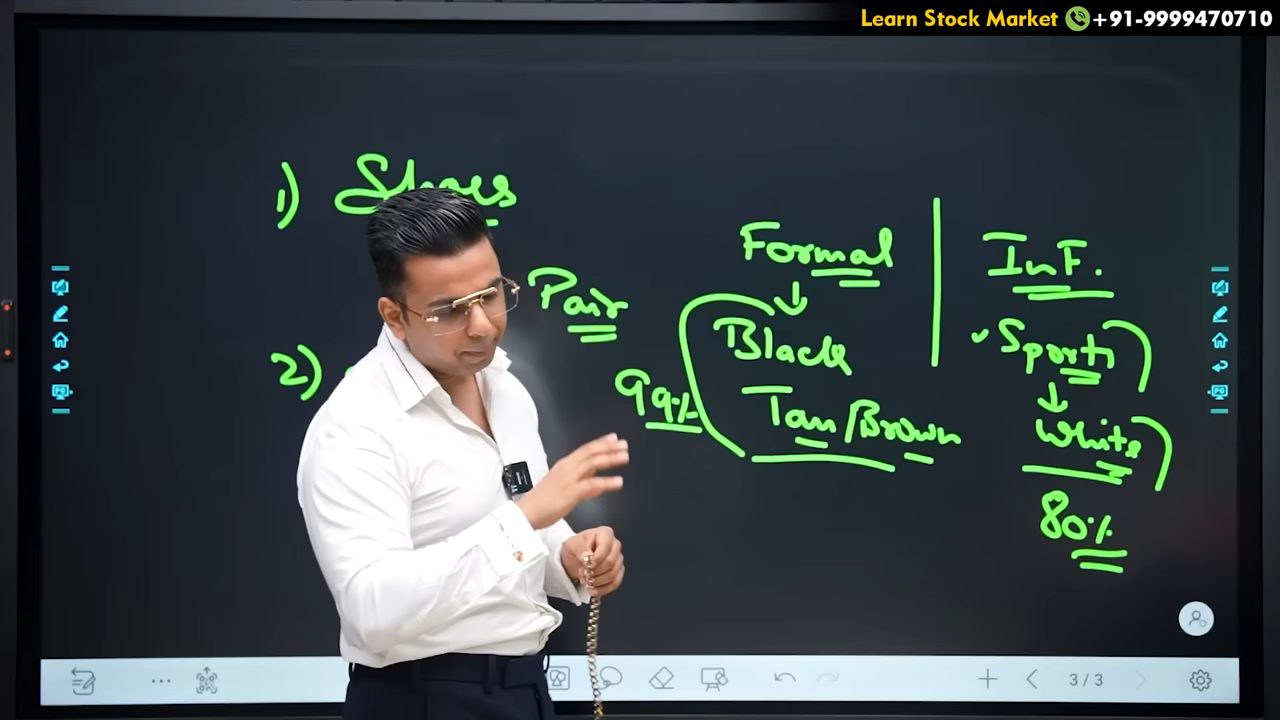 Learn Stock Market +91-9999470710
1) Shoes
Pair
2)
Formal
Black
Tan/Brown
99%
InF.
Sports
White
80%
3/3